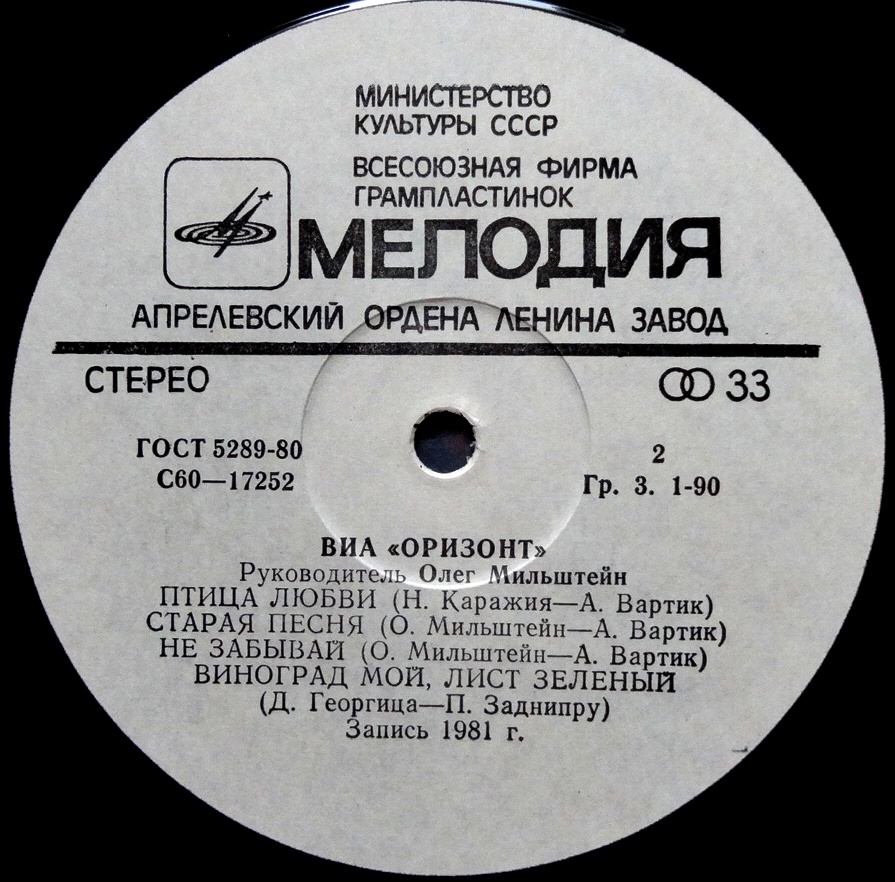 МИНИСТЕРСТВО
КУЛЬТУРЫ СССР
ВСЕСОЮЗНАЯ ФИРМА
ГРАМПЛАСТИНОК
МЕЛОДИЯ
АПРЕЛЕВСКИЙ ОРДЕНА ЛЕНИНА ЗАВОД
СТЕРЕО 33
ГОСТ 5289-80
С60—17252
2
Гр. 3. 1-90
ВИА «ОРИЗОНТ»
Руководитель Олег Мильштейн
ПТИЦА ЛЮБВИ (Н. Каражия—А. Вартик)
СТАРАЯ ПЕСНЯ (О. Мильштейн—А. Вартик)
НЕ ЗАБЫВАЙ (О. Мильштейн—А. Вартик)
ВИНОГРАД МОЙ, ЛИСТ ЗЕЛЕНЫЙ
(Д. Георгица—П. Заднипру)
Запись 1981 г.